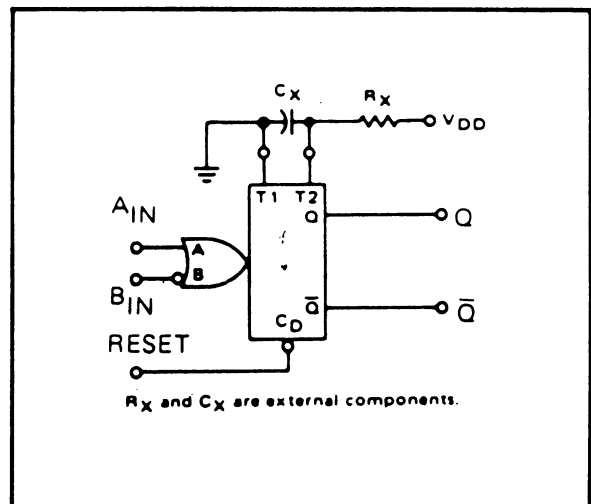 Cx Rx
VDD
T1 T2
AIN Q Q
A
B
BIN Q̅ Q̅
CD
RESET
Rx and Cx are external components.